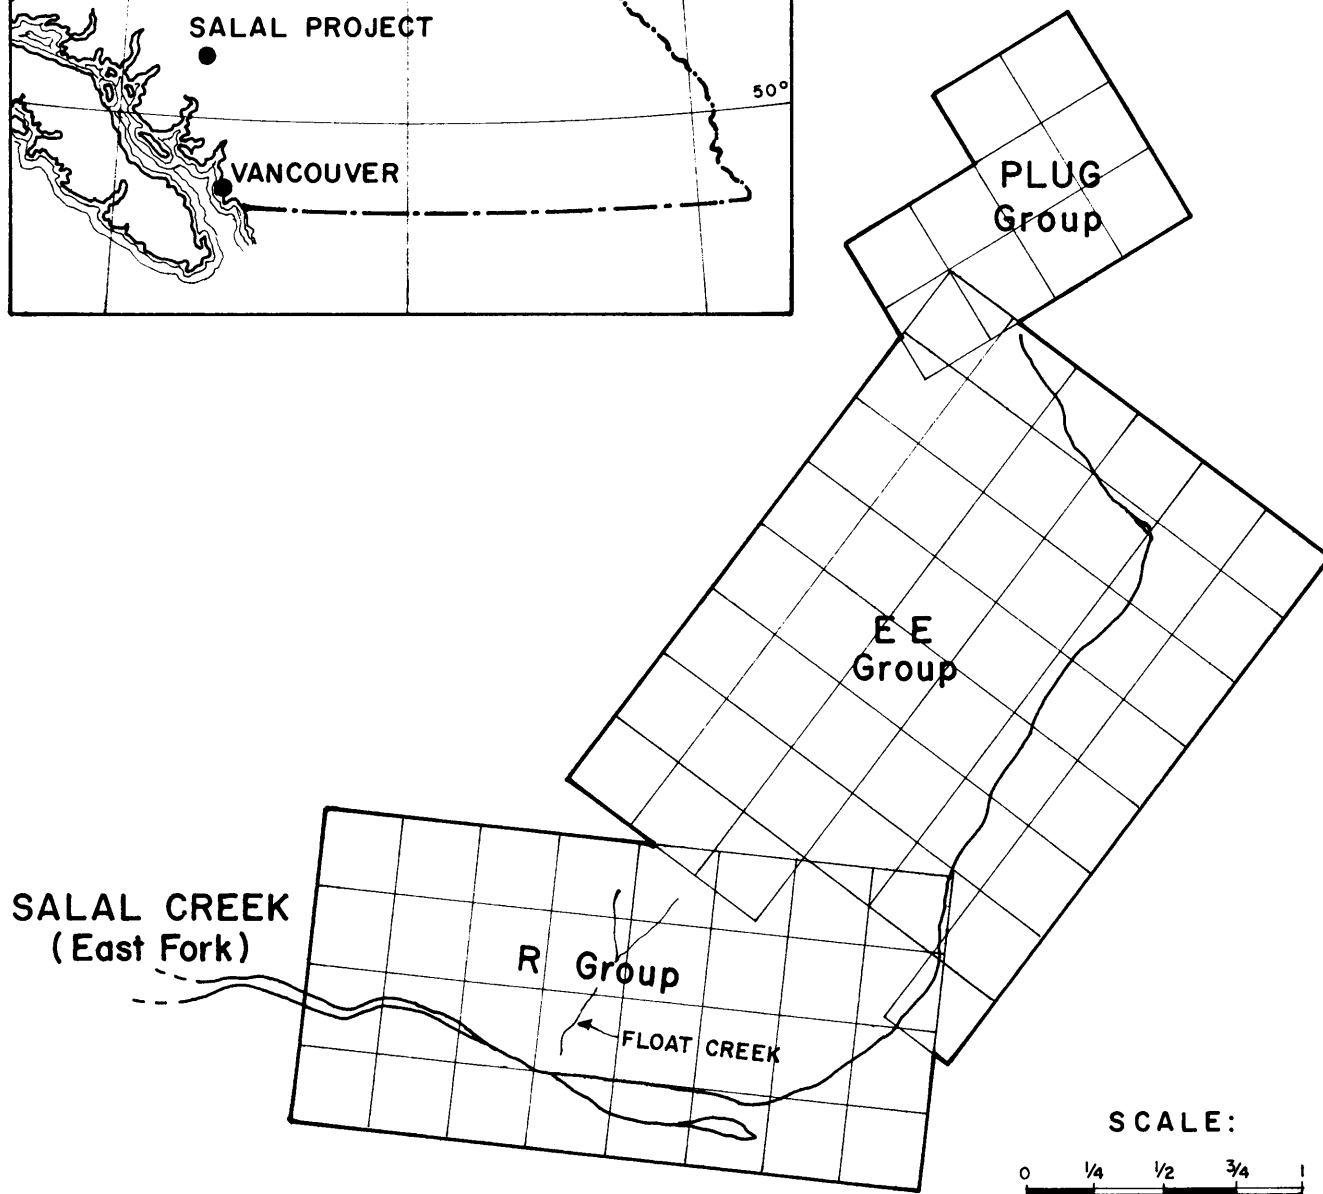 SALAL PROJECT
50°
VANCOUVER
PLUG
Group
E E
Group
SALAL CREEK
(East Fork)
R Group
FLOAT CREEK
SCALE:
0 1/4 1/2 3/4 1